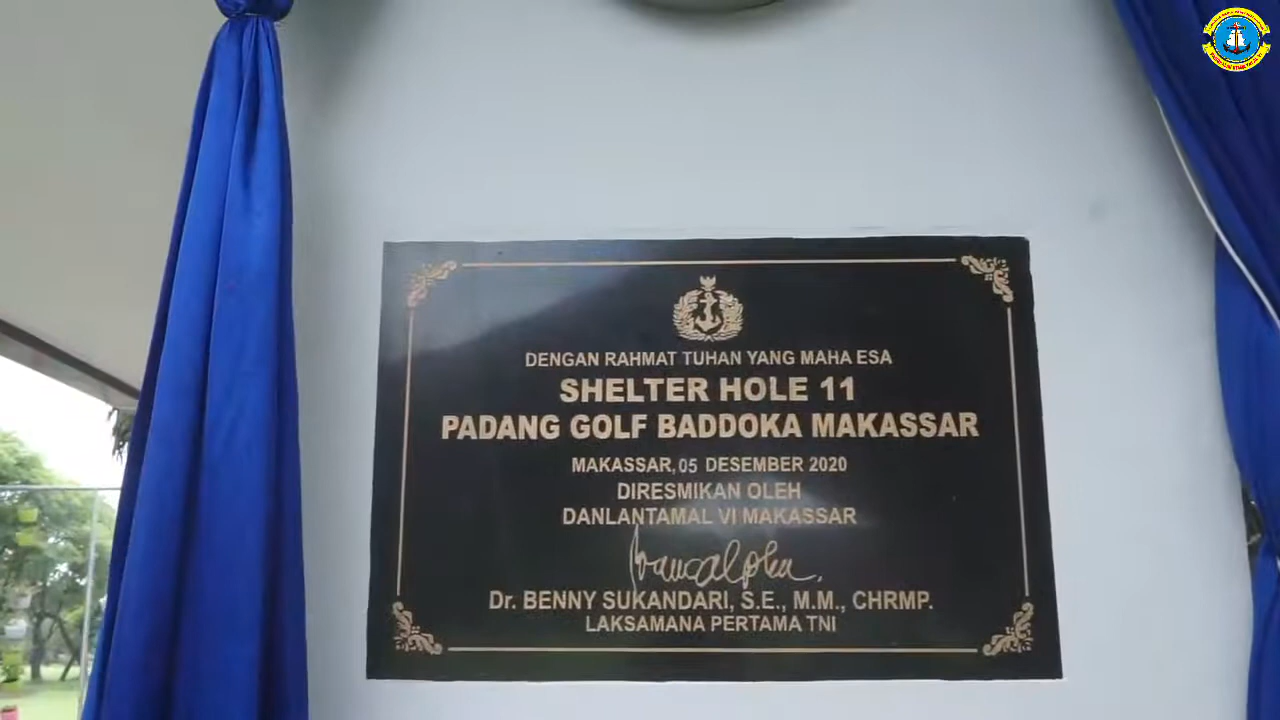 DENGAN RAHMAT TUHAN YANG MAHA ESA
SHELTER HOLE 11
PADANG GOLF BADDOKA MAKASSAR
MAKASSAR, 05 DESEMBER 2020
DIRESMIKAN OLEH
DANLANTAMAL VI MAKASSAR
Dr. BENNY SUKANDARI, S.E., M.M., CHRMP.
LAKSAMANA PERTAMA TNI